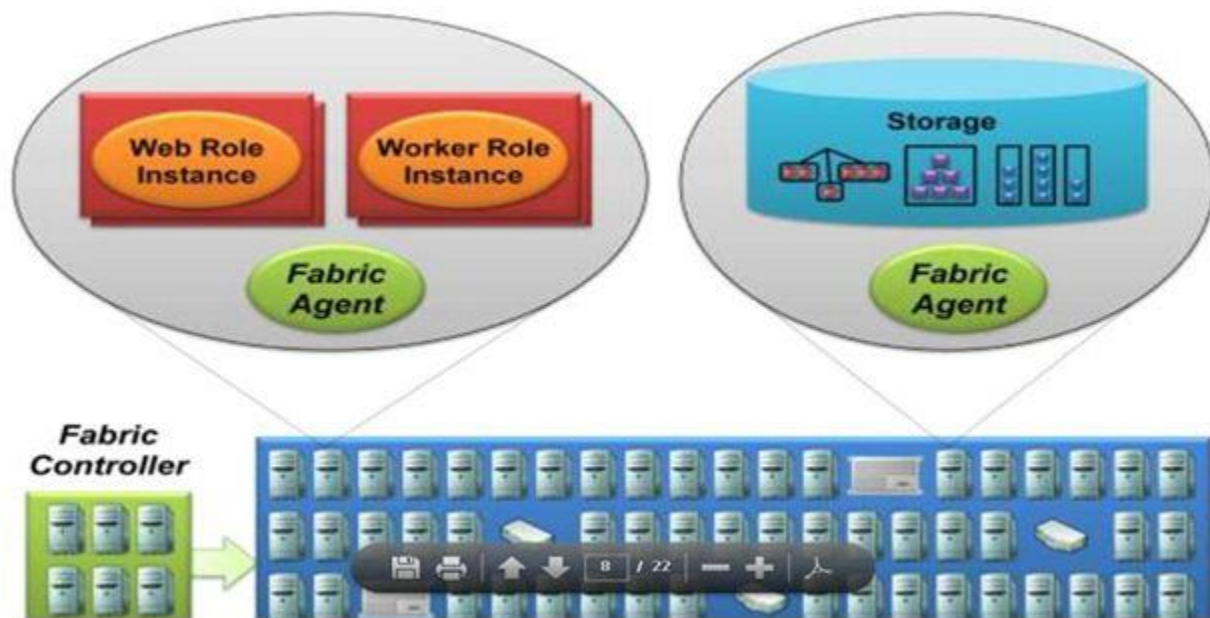 Web Role
Instance
Worker Role
Instance
Fabric
Agent
Storage
Fabric
Agent
Fabric
Controller
8 / 22